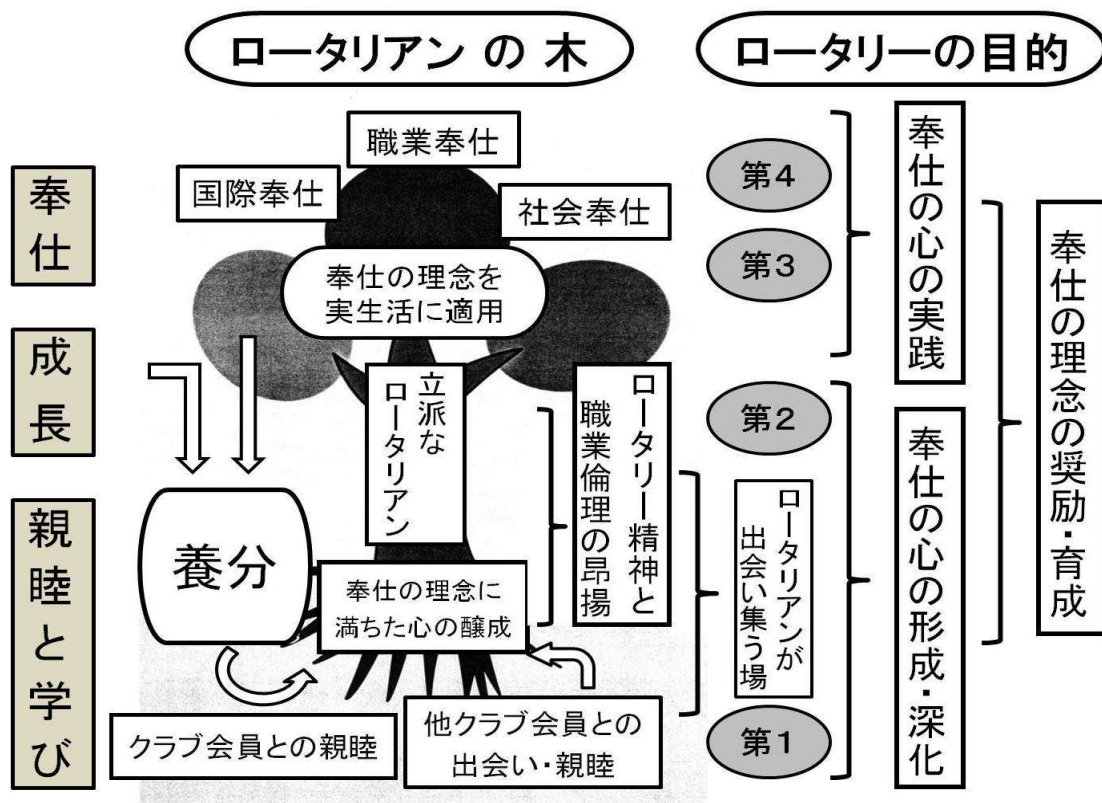 ロータリアン の 木
ロータリーの目的
奉仕
成長
親睦と学び
職業奉仕
国際奉仕
社会奉仕
奉仕の理念を
実生活に適用
立派な
ロータリアン
ロータリー精神と
職業倫理の昂揚
養分
奉仕の理念に
満ちた心の醸成
クラブ会員との親睦
他クラブ会員との
出会い・親睦
第4
第3
第2
ロータリアンが
出会い集う場
第1
奉仕の心の実践
奉仕の心の形成・深化
奉仕の理念の奨励・育成